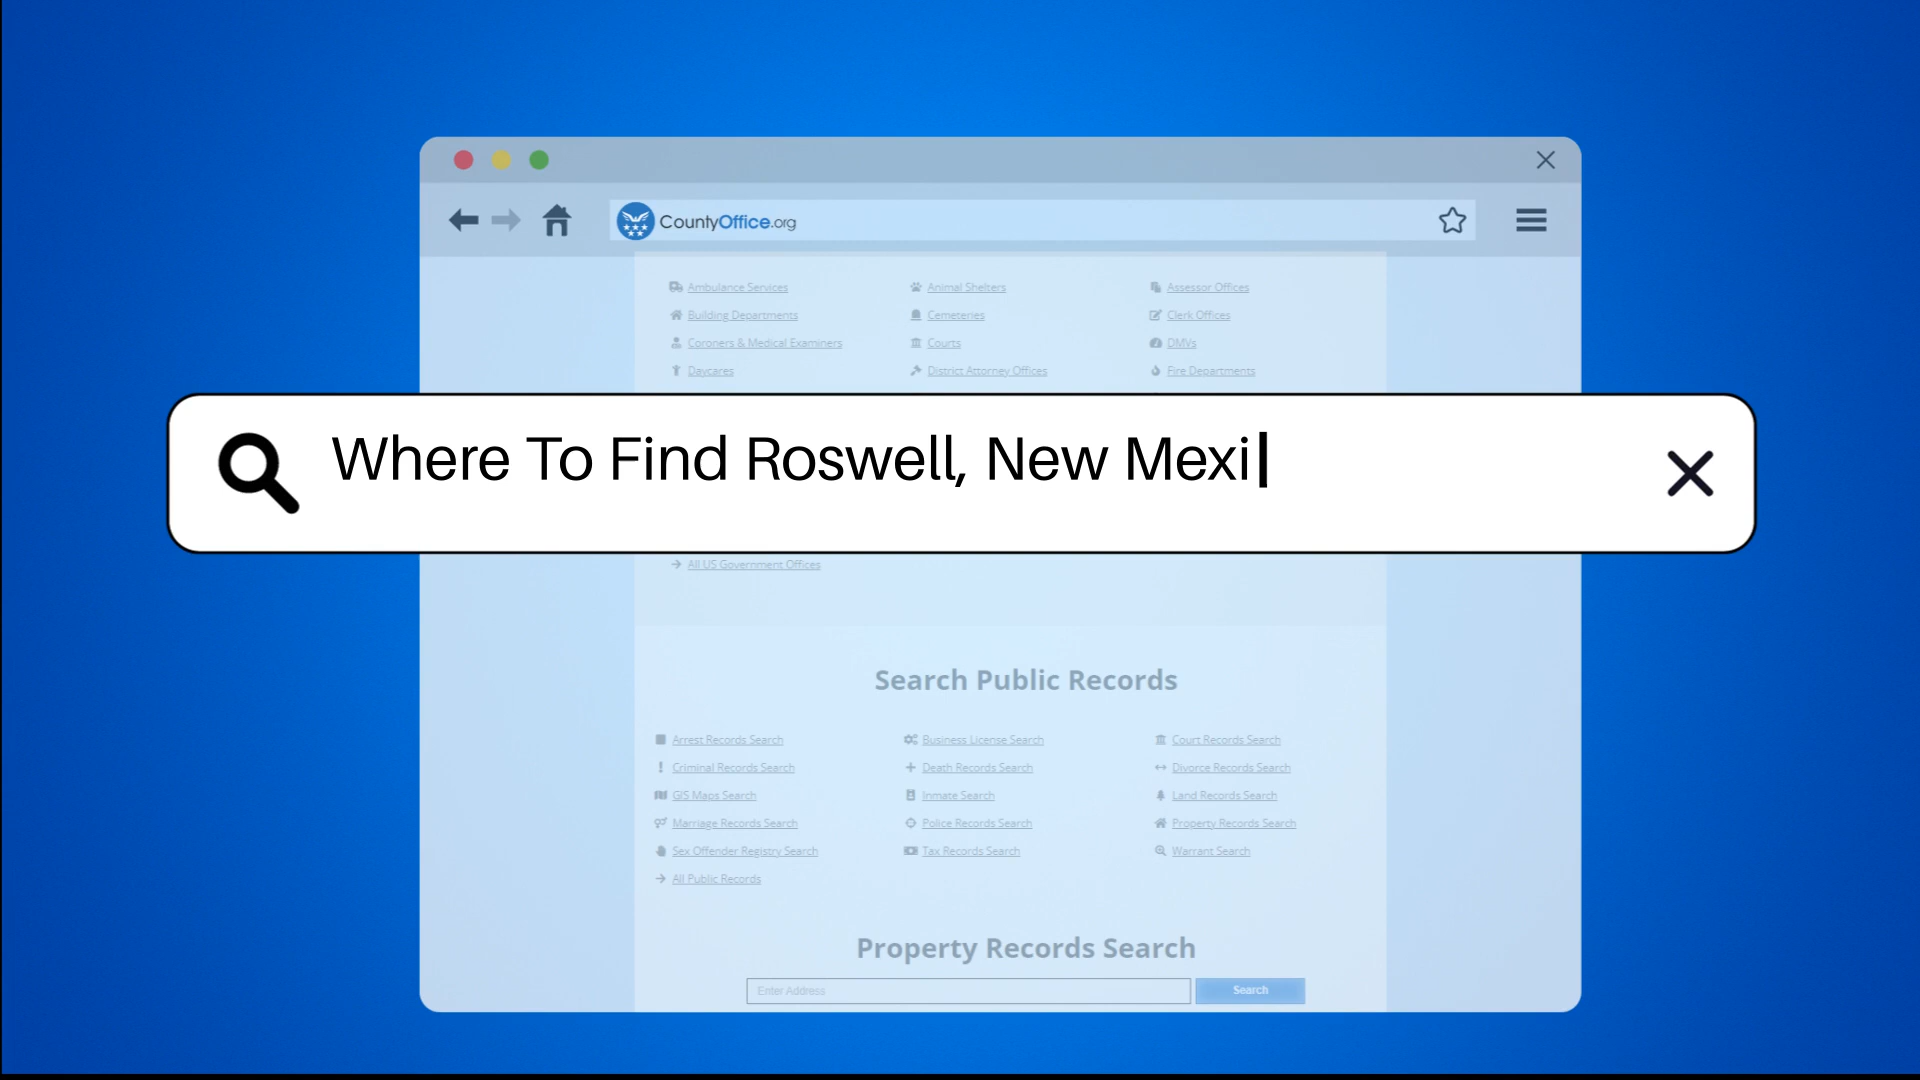 CountyOffice.org
Ambulance Services Animal Shelters Assessor Offices
Building Departments Cemeteries Clerk Offices
Coroners & Medical Examiners Courts DMVs
Daycares District Attorney Offices Fire Departments
Where To Find Roswell, New Mexi
All US Government Offices
Search Public Records
Arrest Records Search Business License Search Court Records Search
Criminal Records Search Death Records Search Divorce Records Search
GIS Maps Search Inmate Search Land Records Search
Marriage Records Search Police Records Search Property Records Search
Sex Offender Registry Search Tax Records Search Warrant Search
All Public Records
Property Records Search
Enter Address Search